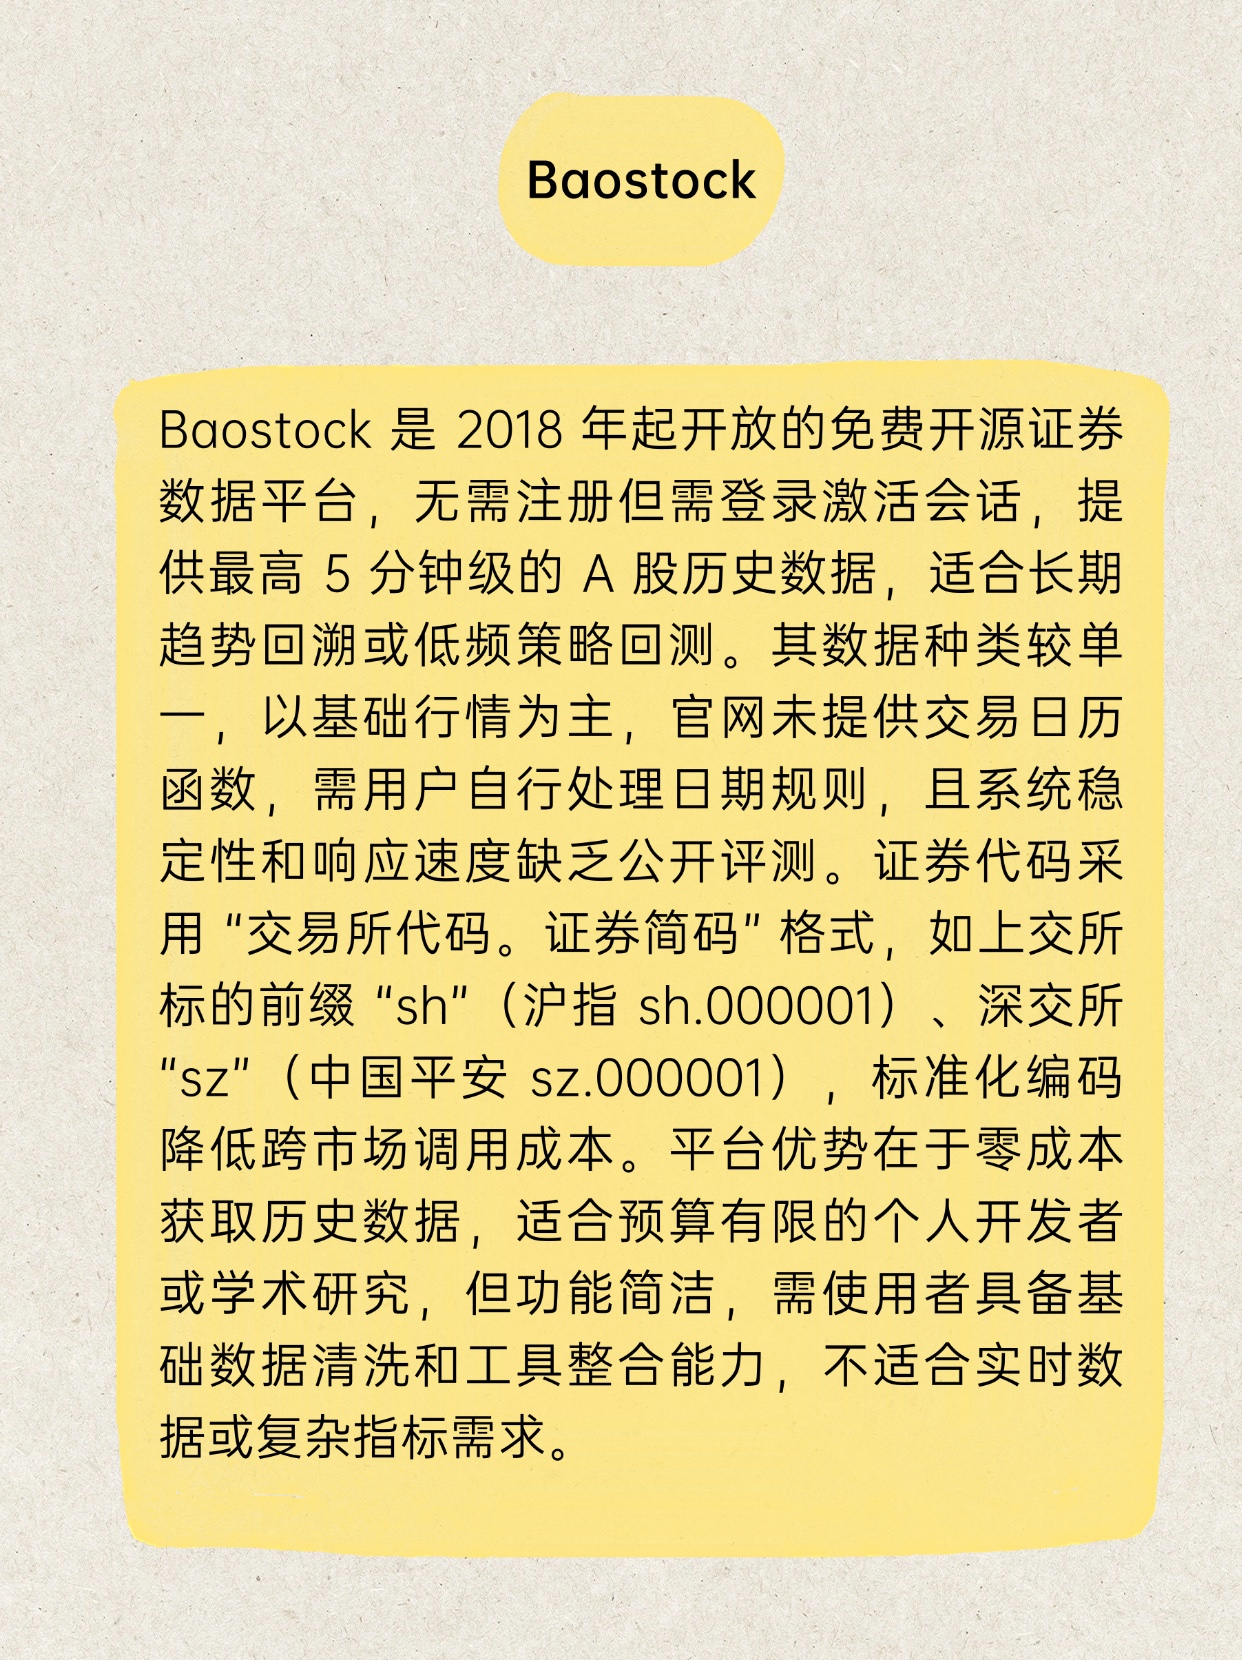 Baostock
Baostock 是 2018 年起开放的免费开源证券
数据平台，无需注册但需登录激活会话，提
供最高 5 分钟级的 A 股历史数据，适合长期
趋势回溯或低频策略回测。其数据种类较单
一，以基础行情为主，官网未提供交易日历
函数，需用户自行处理日期规则，且系统稳
定性和响应速度缺乏公开评测。证券代码采
用 “交易所代码。证券简码” 格式，如上交所
标的前缀 “sh”（沪指 sh.000001）、深交所
“sz”（中国平安 sz.000001），标准化编码
降低跨市场调用成本。平台优势在于零成本
获取历史数据，适合预算有限的个人开发者
或学术研究，但功能简洁，需使用者具备基
础数据清洗和工具整合能力，不适合实时数
据或复杂指标需求。